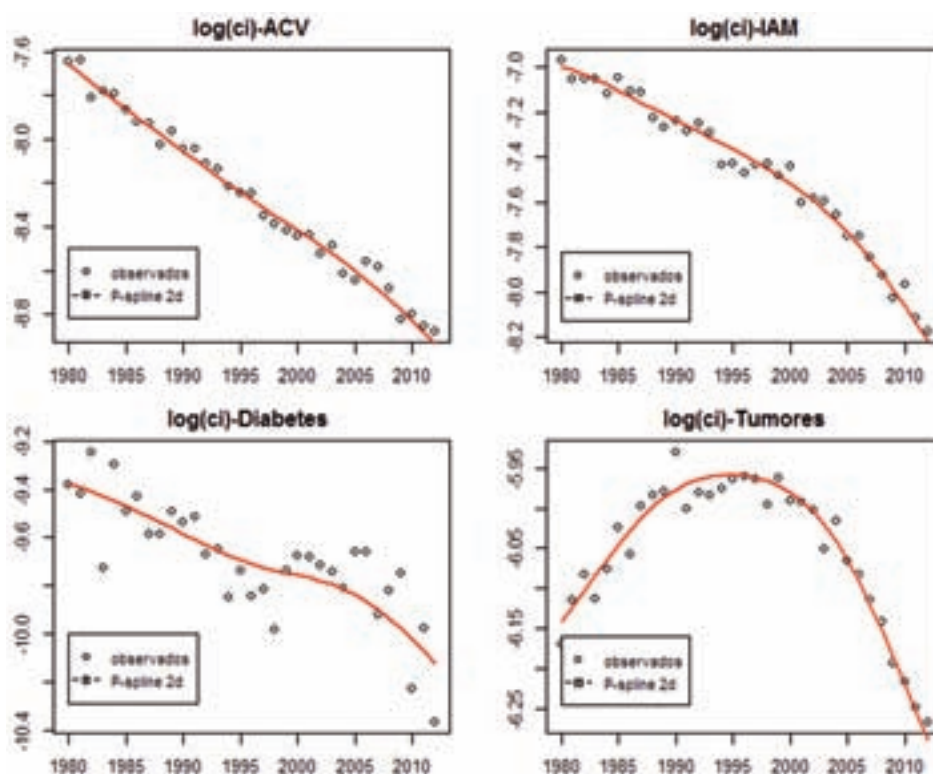 log(ci)-ACV
-7.6
-8.0
-8.4
-8.8
observados
P-spline 2d
1980 1985 1990 1995 2000 2005 2010
log(ci)-IAM
-7.0
-7.2
-7.4
-7.6
-7.8
-8.0
-8.2
observados
P-spline 2d
1980 1985 1990 1995 2000 2005 2010
log(ci)-Diabetes
-9.2
-9.4
-9.6
-10.0
-10.4
observados
P-spline 2d
1980 1985 1990 1995 2000 2005 2010
log(ci)-Tumores
-5.95
-6.05
-6.15
-6.25
observados
P-spline 2d
1980 1985 1990 1995 2000 2005 2010